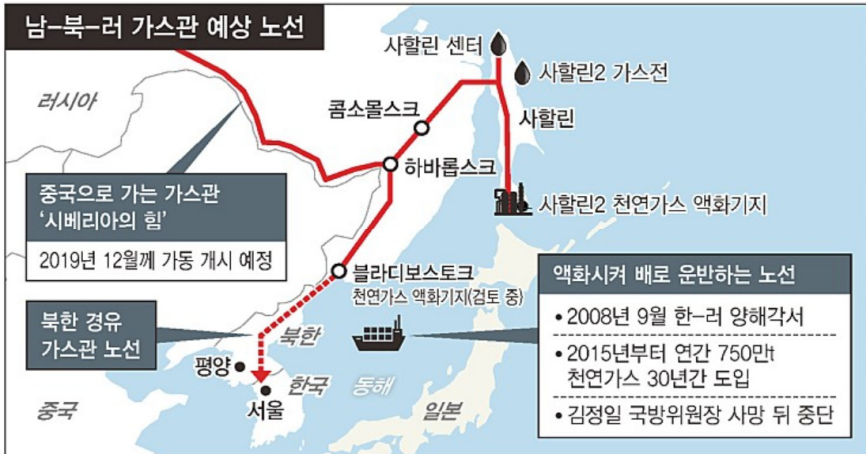 남-북-러 가스관 예상 노선
사할린 센터
사할린2 가스전
러시아
콤소몰스크
사할린
하바롭스크
중국으로 가는 가스관
‘시베리아의 힘’
2019년 12월께 가동 개시 예정
사할린2 천연가스 액화기지
블라디보스토크
천연가스 액화기지(검토 중)
액화시켜 배로 운반하는 노선
• 2008년 9월 한-러 양해각서
• 2015년부터 연간 750만t
천연가스 30년간 도입
• 김정일 국방위원장 사망 뒤 중단
북한 경유
가스관 노선
북한
평양
한국
동해
서울
일본
중국